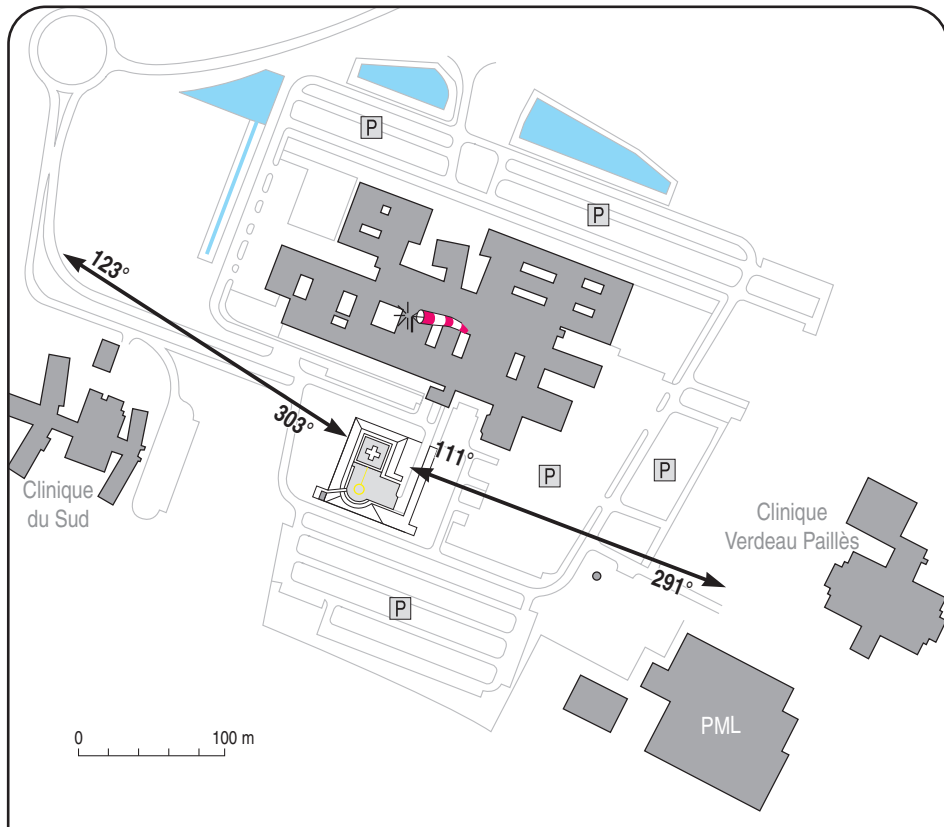 P
P
123°
303°
111°
P
P
Clinique
du Sud
Clinique
Verdeau Paillès
291°
P
PML
0 100 m